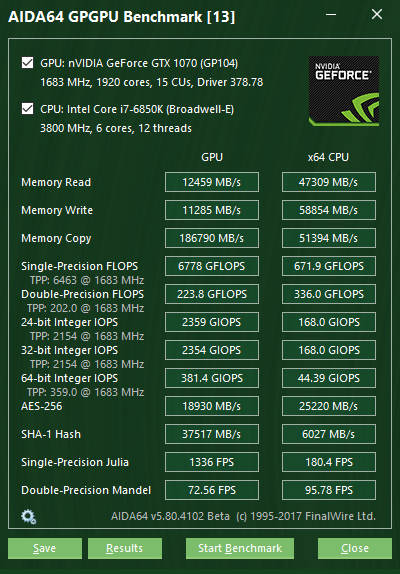 AIDA64 GPGPU Benchmark [13]
GPU: nVIDIA GeForce GTX 1070 (GP104)
1683 MHz, 1920 cores, 15 CUs, Driver 378.78
NVIDIA
GEFORCE
CPU: Intel Core i7-6850K (Broadwell-E)
3800 MHz, 6 cores, 12 threads
GPU x64 CPU
Memory Read 12459 MB/s 47309 MB/s
Memory Write 11285 MB/s 58854 MB/s
Memory Copy 186790 MB/s 51394 MB/s
Single-Precision FLOPS 6778 GFLOPS 671.9 GFLOPS
TPP: 6463 @ 1683 MHz
Double-Precision FLOPS 223.8 GFLOPS 336.0 GFLOPS
TPP: 202.0 @ 1683 MHz
24-bit Integer IOPS 2359 GIOPS 168.0 GIOPS
TPP: 2154 @ 1683 MHz
32-bit Integer IOPS 2354 GIOPS 168.0 GIOPS
TPP: 2154 @ 1683 MHz
64-bit Integer IOPS 381.4 GIOPS 44.39 GIOPS
TPP: 359.0 @ 1683 MHz
AES-256 18930 MB/s 25220 MB/s
SHA-1 Hash 37517 MB/s 6027 MB/s
Single-Precision Julia 1336 FPS 180.4 FPS
Double-Precision Mandel 72.56 FPS 95.78 FPS
AIDA64 v5.80.4102 Beta (c) 1995-2017 FinalWire Ltd.
Save Results Start Benchmark Close